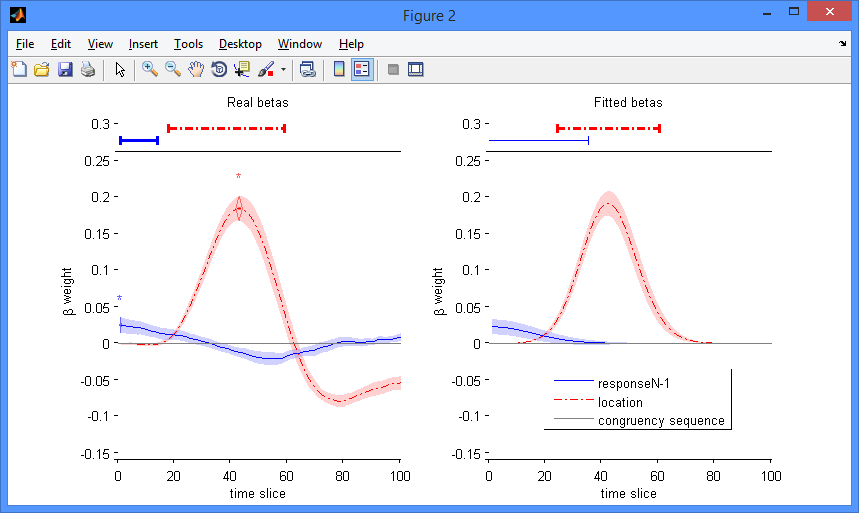 Figure 2
File Edit View Insert Tools Desktop Window Help
Real betas
0.3
0.25
0.2
0.15
0.1
0.05
0
-0.05
-0.1
-0.15
β weight
*
*
0 20 40 60 80 100
time slice
Fitted betas
0.3
0.25
0.2
0.15
0.1
0.05
0
-0.05
-0.1
-0.15
β weight
responseN-1
location
congruency sequence
0 20 40 60 80 100
time slice